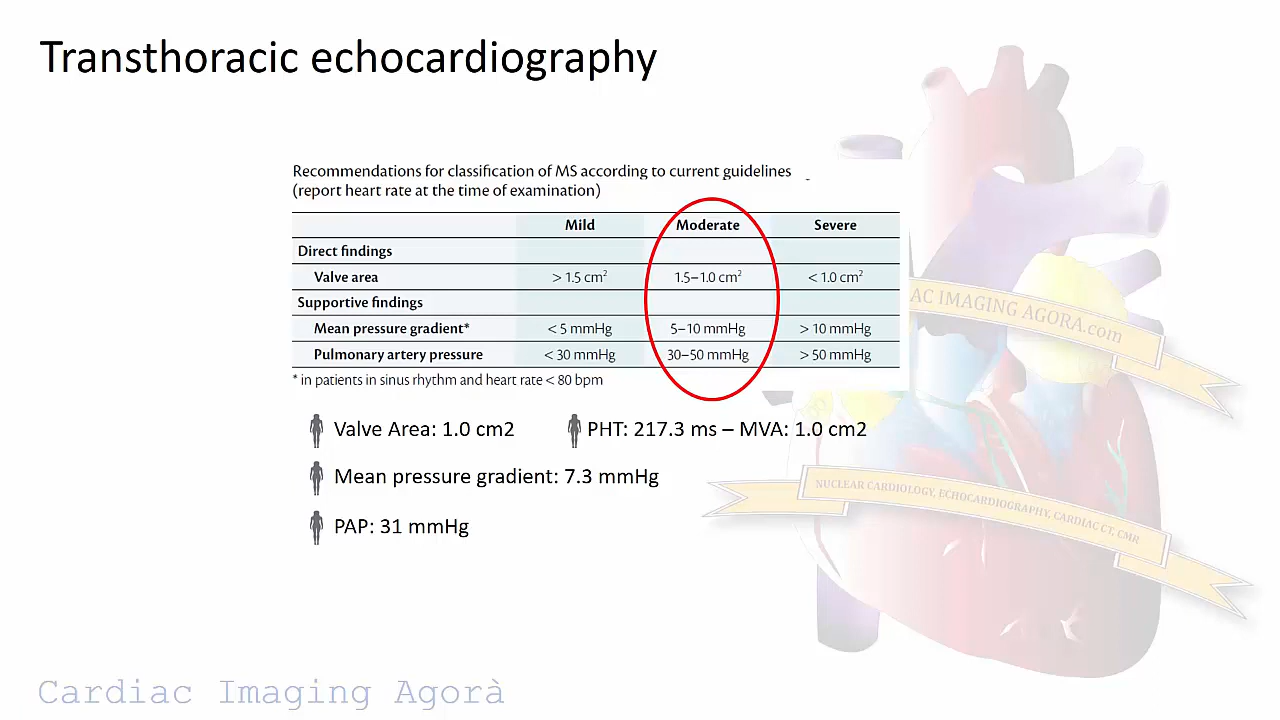 Transthoracic echocardiography
Recommendations for classification of MS according to current guidelines
(report heart rate at the time of examination)
Mild Moderate Severe
Direct findings
Valve area > 1.5 cm² 1.5–1.0 cm² < 1.0 cm²
Supportive findings
Mean pressure gradient* < 5 mmHg 5–10 mmHg > 10 mmHg
Pulmonary artery pressure < 30 mmHg 30–50 mmHg > 50 mmHg
* in patients in sinus rhythm and heart rate < 80 bpm
AC IMAGING AGORA.com
Valve Area: 1.0 cm2 PHT: 217.3 ms – MVA: 1.0 cm2
Mean pressure gradient: 7.3 mmHg
NUCLEAR CARDIOLOGY, ECHOCARDIOGRAPHY, CARDIAC CT, CMR
PAP: 31 mmHg
Cardiac Imaging Agorà